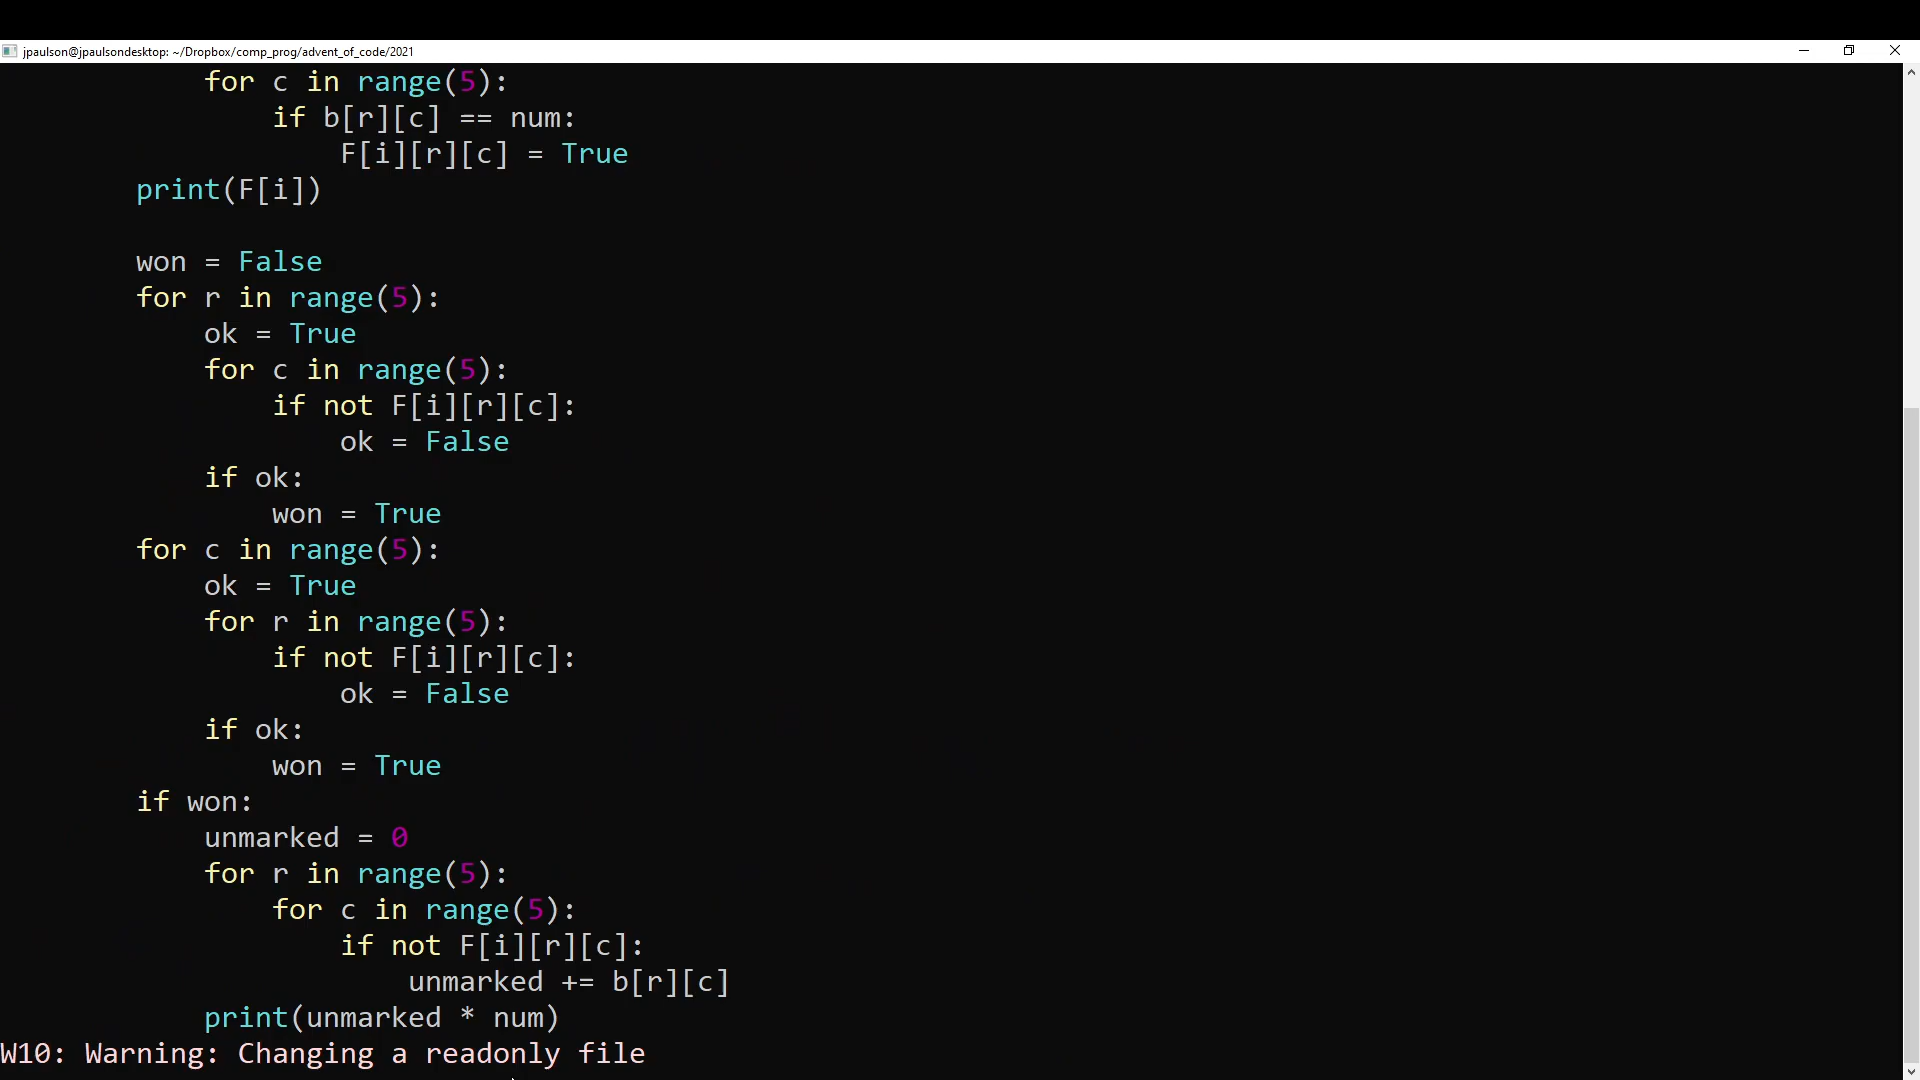 jpaulson@jpaulsondesktop: ~/Dropbox/comp_prog/advent_of_code/2021
for c in range(5):
if b[r][c] == num:
F[i][r][c] = True
print(F[i])
won = False
for r in range(5):
ok = True
for c in range(5):
if not F[i][r][c]:
ok = False
if ok:
won = True
for c in range(5):
ok = True
for r in range(5):
if not F[i][r][c]:
ok = False
if ok:
won = True
if won:
unmarked = 0
for r in range(5):
for c in range(5):
if not F[i][r][c]:
unmarked += b[r][c]
print(unmarked * num)
W10: Warning: Changing a readonly file